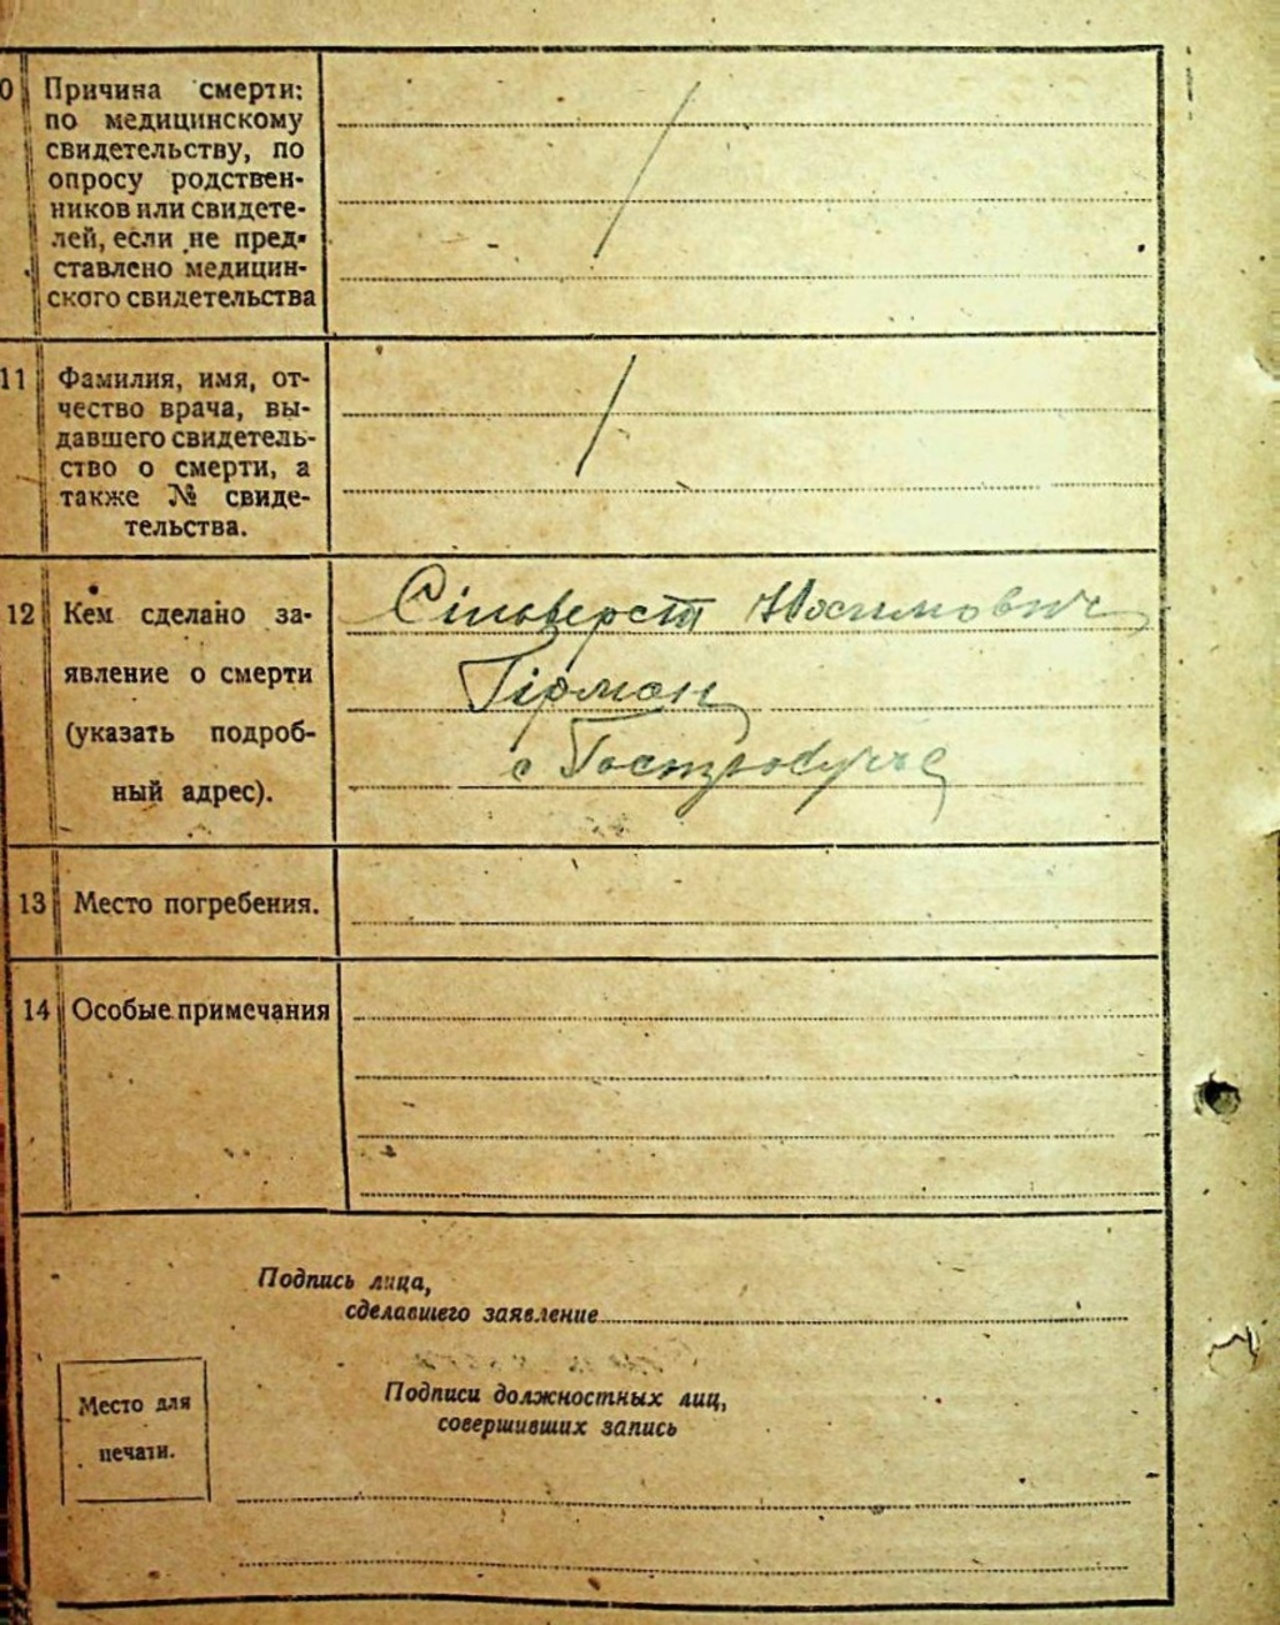 0 Причина смерти:
по медицинскому
свидетельству, по
опросу родствен-
ников или свидете-
лей, если не пред-
ставлено медицин-
ского свидетельства
11 Фамилия, имя, от-
чество врача, вы-
давшего свидетель-
ство о смерти, а
также № свиде-
тельства.
12 Кем сделано за-
явление о смерти
(указать подроб-
ный адрес).
Сільверст
Гірман
с
13 Место погребения.
14 Особые примечания
Подпись лица,
сделавшего заявление
Место для
печати.
Подписи должностных лиц,
совершивших запись